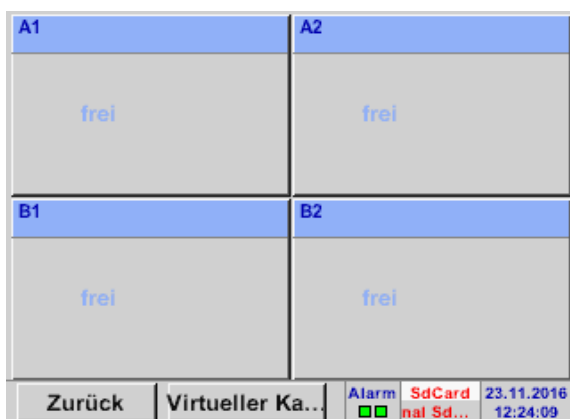 A1
A2
frei
frei
B1
B2
frei
frei
Zurück
Virtueller Ka...
Alarm
SdCard
nal Sd...
23.11.2016
12:24:09